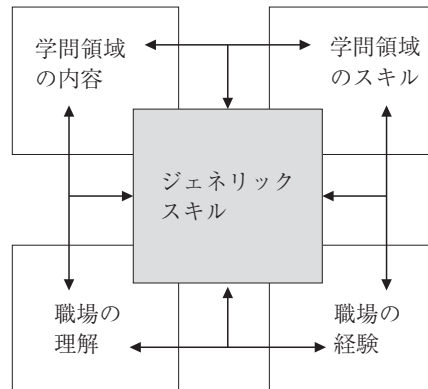 学問領域
の内容
学問領域
のスキル
ジェネリック
スキル
職場の
理解
職場の
経験